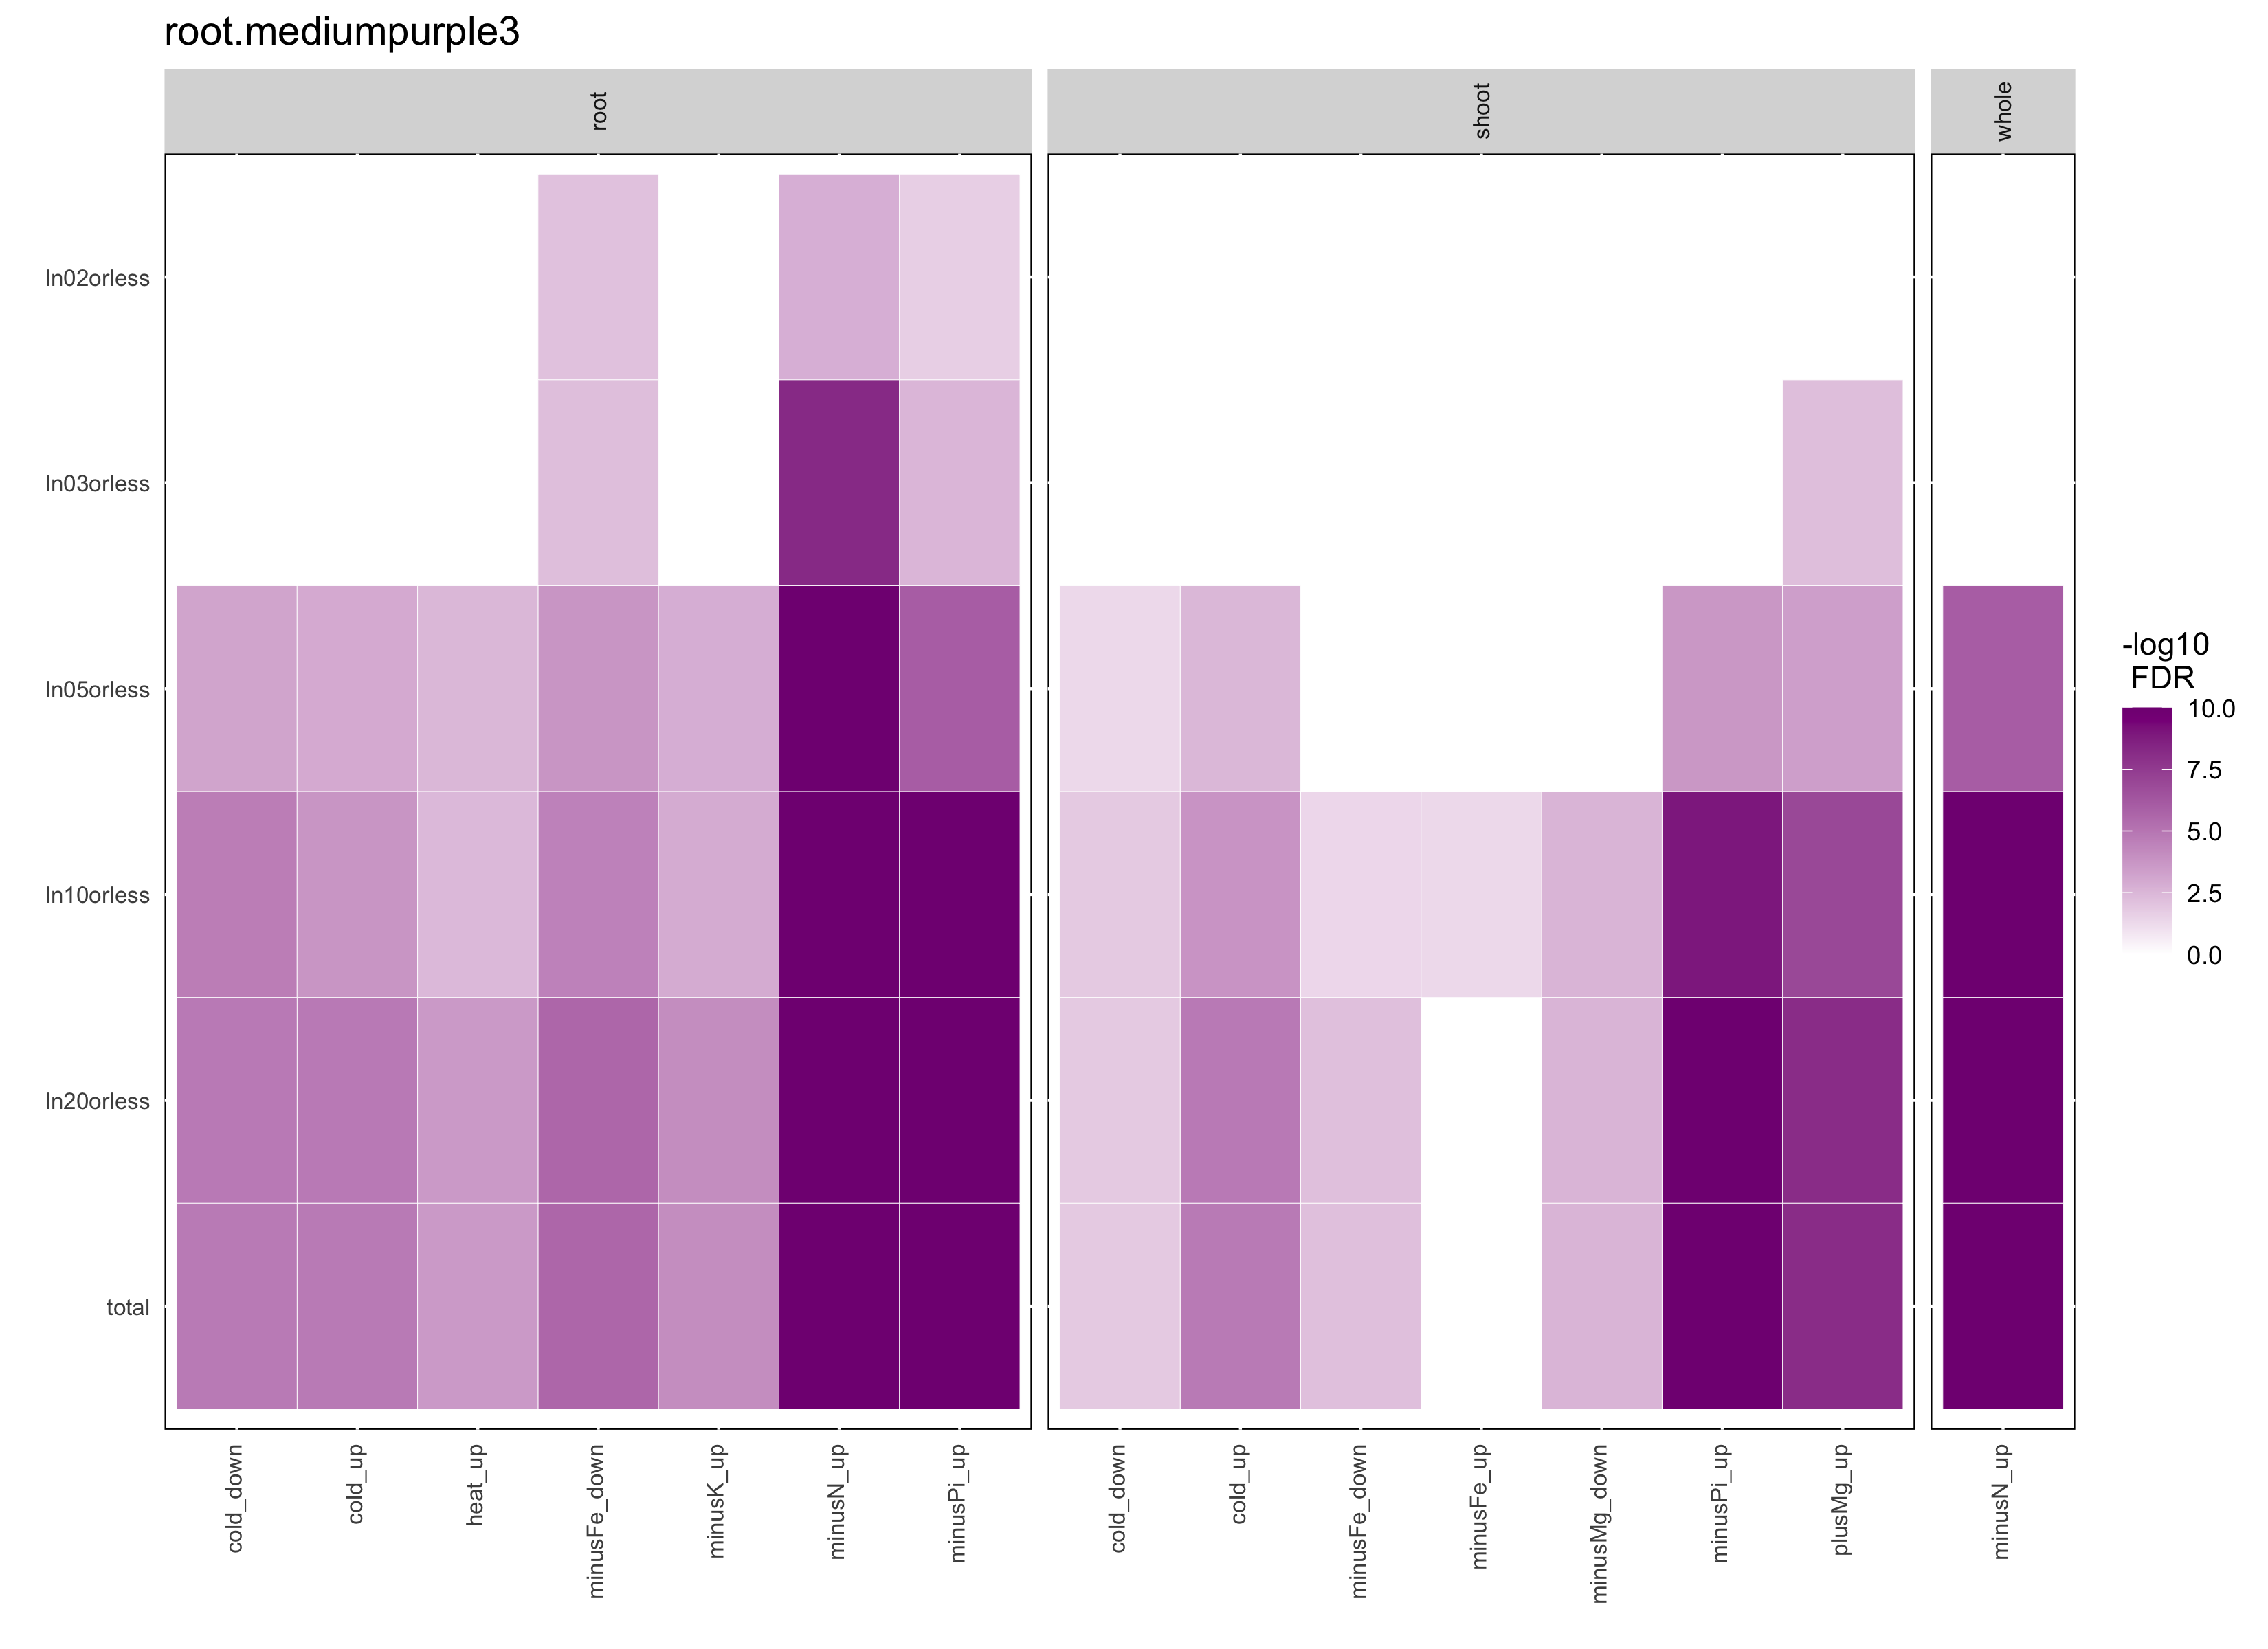 root.mediumpurple3
root
shoot
whole
In02orless
In03orless
In05orless
In10orless
In20orless
total
cold_down
cold_up
heat_up
minusFe_down
minusK_up
minusN_up
minusPi_up
cold_down
cold_up
minusFe_down
minusFe_up
minusMg_down
minusPi_up
plusMg_up
minusN_up
-log10
FDR
10.0
7.5
5.0
2.5
0.0